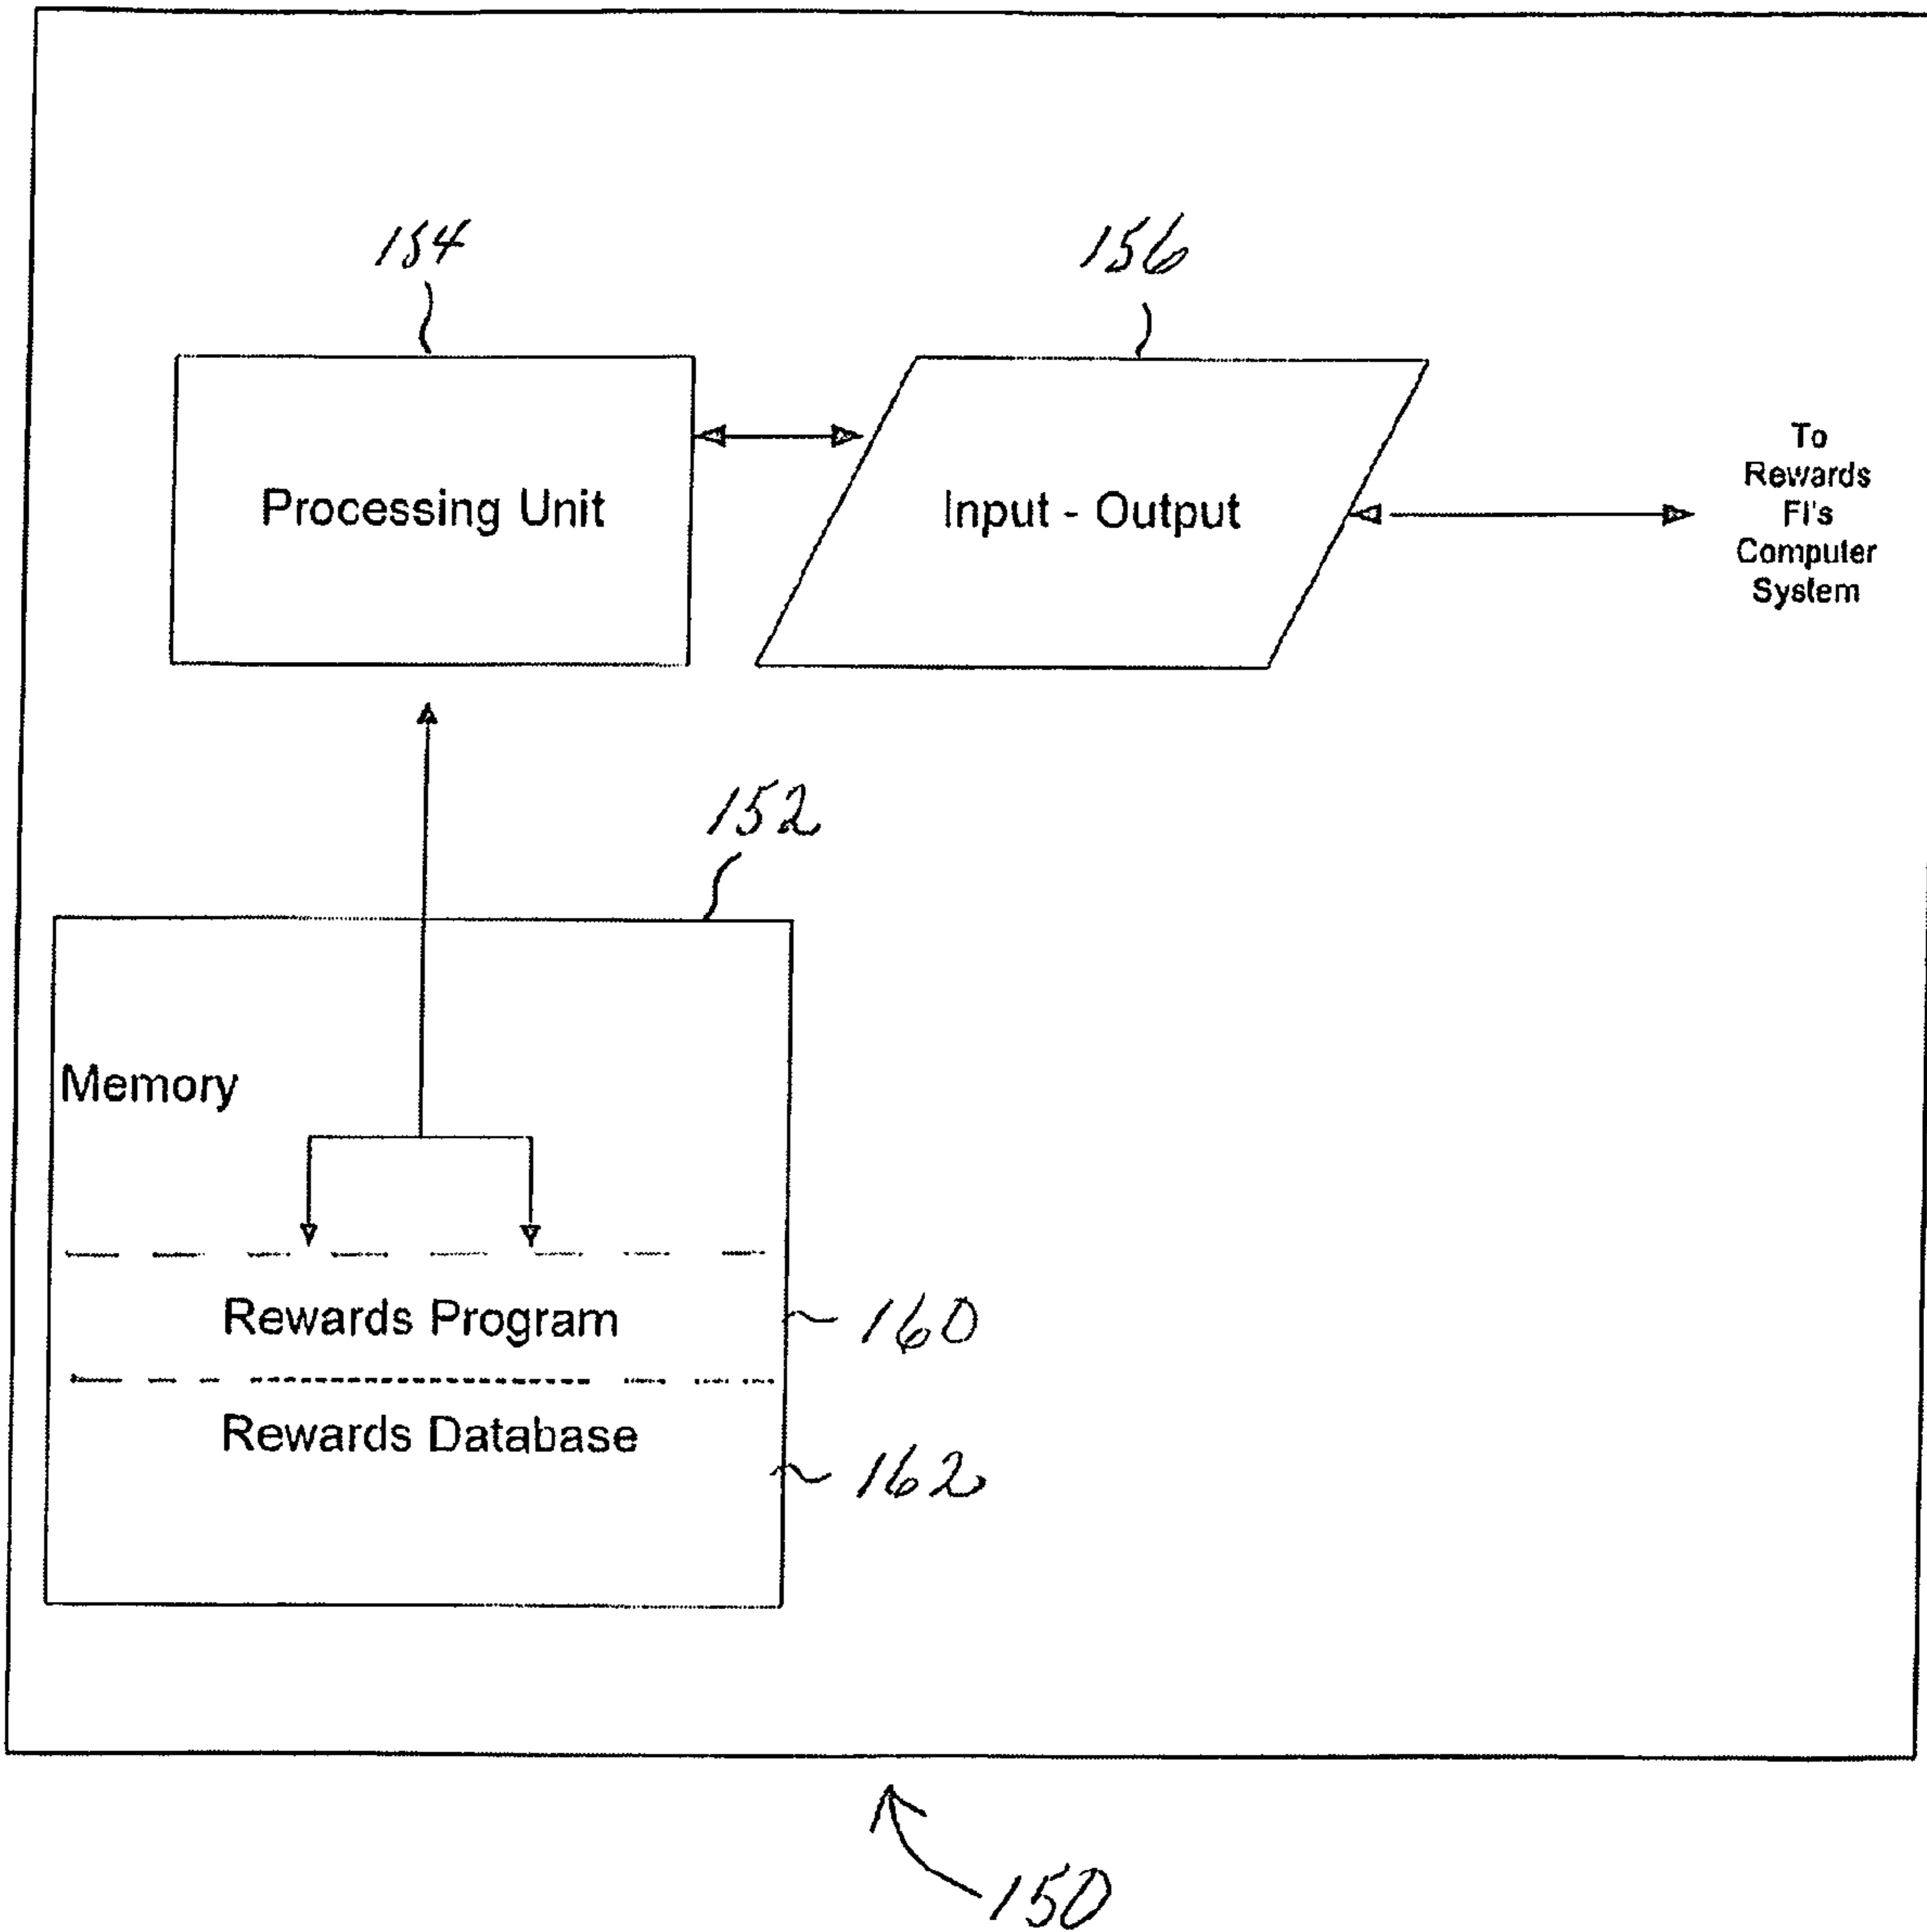 154
156
Processing Unit
Input - Output
To
Rewards
FI's
Computer
System
152
Memory
Rewards Program
160
Rewards Database
162
150